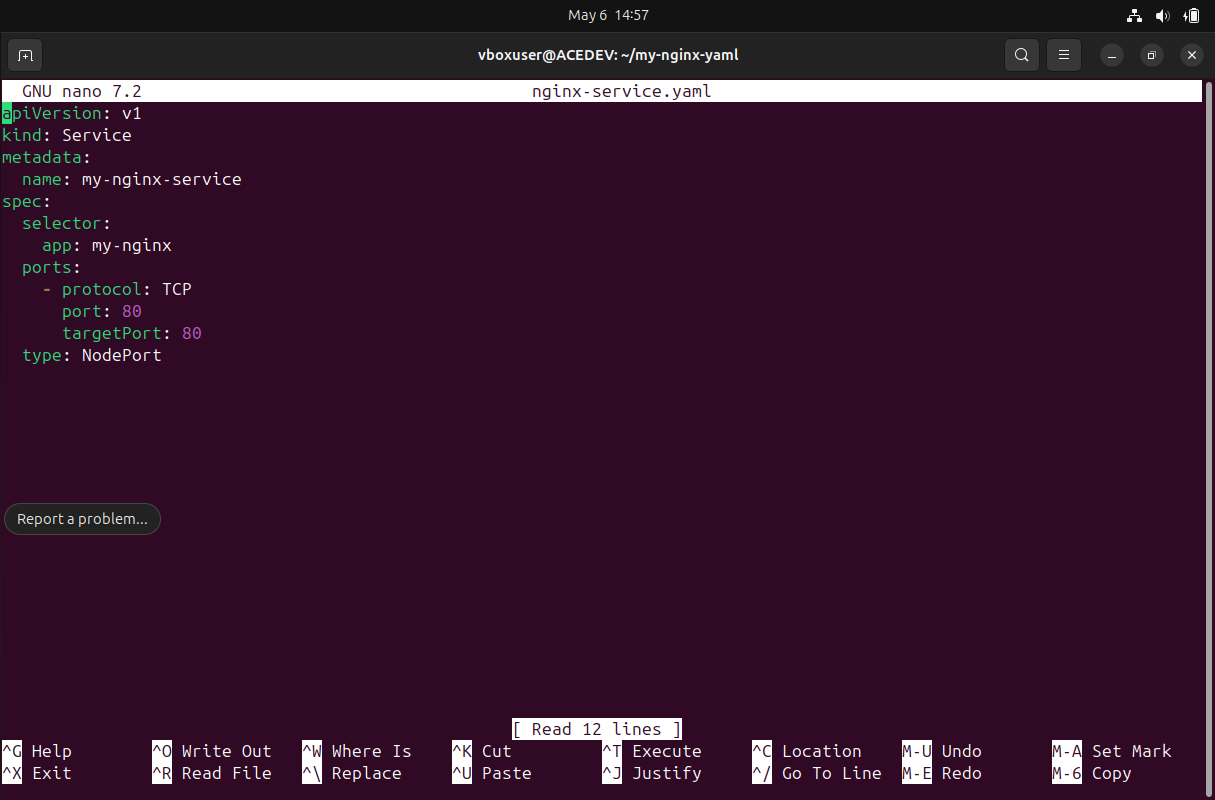 May 6 14:57
vboxuser@ACEDEV: ~/my-nginx-yaml
GNU nano 7.2 nginx-service.yaml
apiVersion: v1
kind: Service
metadata:
  name: my-nginx-service
spec:
  selector:
    app: my-nginx
  ports:
    - protocol: TCP
      port: 80
      targetPort: 80
  type: NodePort
Report a problem...
[ Read 12 lines ]
^G Help ^O Write Out ^W Where Is ^K Cut ^T Execute ^C Location M-U Undo M-A Set Mark
^X Exit ^R Read File ^\ Replace ^U Paste ^J Justify ^/ Go To Line M-E Redo M-6 Copy